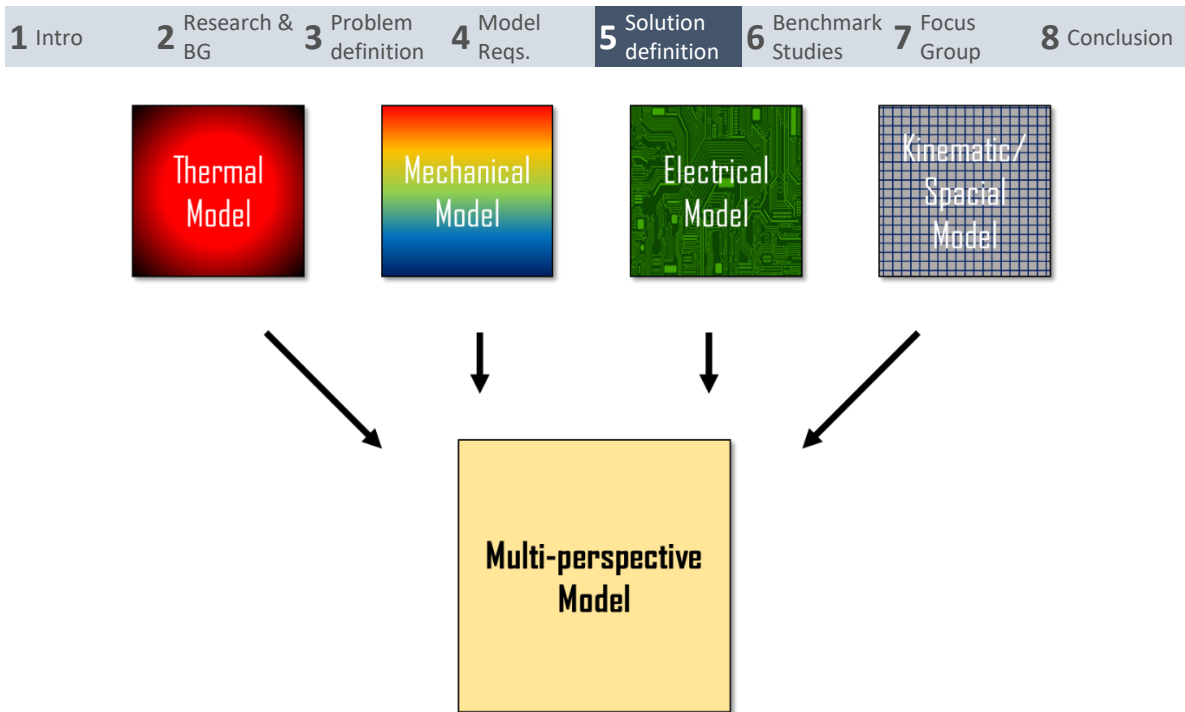 1 Intro
2 Research & BG
3 Problem definition
4 Model Reqs.
5 Solution definition
6 Benchmark Studies
7 Focus Group
8 Conclusion
Thermal
Model
Mechanical
Model
Electrical
Model
Kinematic/
Spacial
Model
Multi-perspective
Model